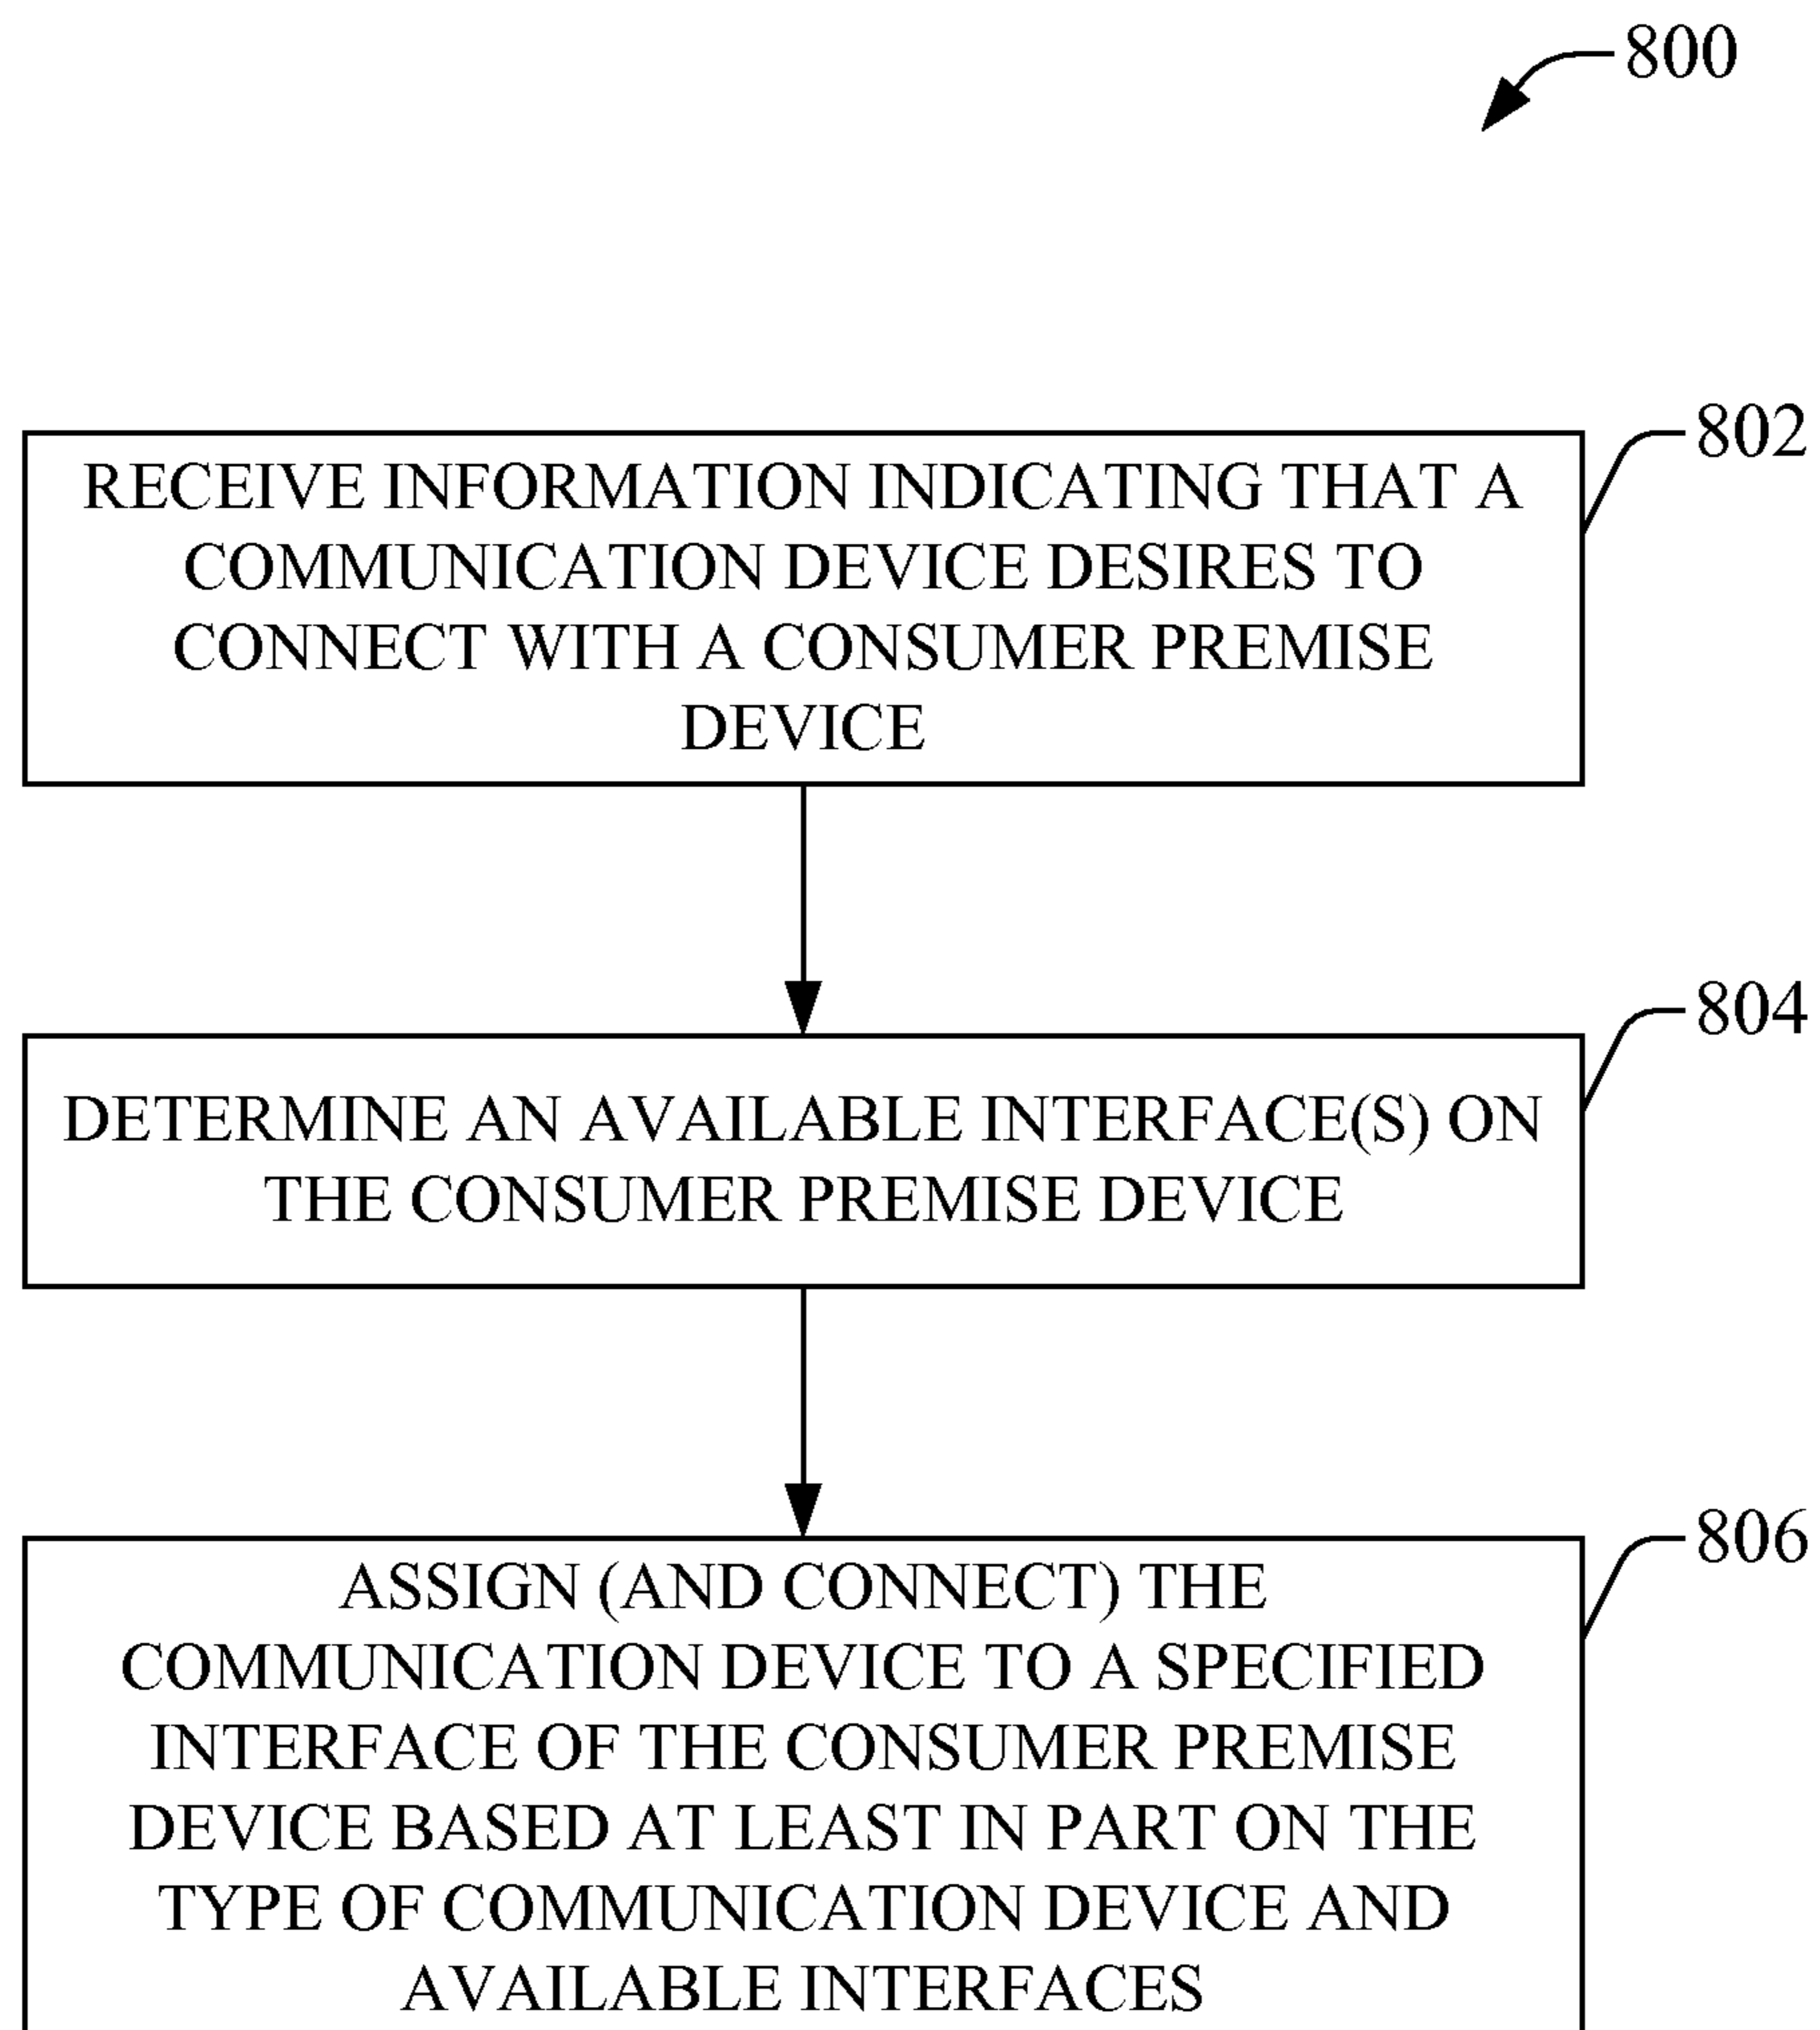 800
802
RECEIVE INFORMATION INDICATING THAT A
COMMUNICATION DEVICE DESIRES TO
CONNECT WITH A CONSUMER PREMISE
DEVICE
804
DETERMINE AN AVAILABLE INTERFACE(S) ON
THE CONSUMER PREMISE DEVICE
806
ASSIGN (AND CONNECT) THE
COMMUNICATION DEVICE TO A SPECIFIED
INTERFACE OF THE CONSUMER PREMISE
DEVICE BASED AT LEAST IN PART ON THE
TYPE OF COMMUNICATION DEVICE AND
AVAILABLE INTERFACES